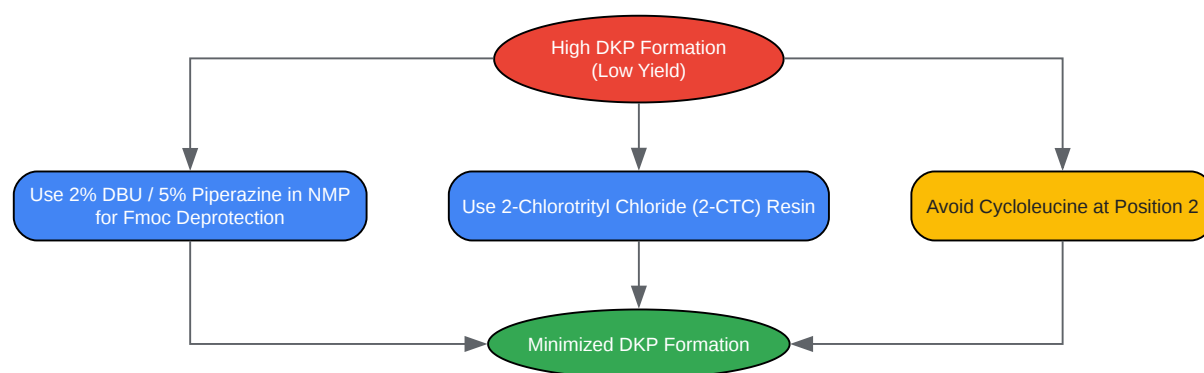 High DKP Formation
(Low Yield)
Use 2% DBU / 5% Piperazine in NMP
for Fmoc Deprotection
Use 2-Chlorotrityl Chloride (2-CTC) Resin
Avoid Cycloleucine at Position 2
Minimized DKP Formation